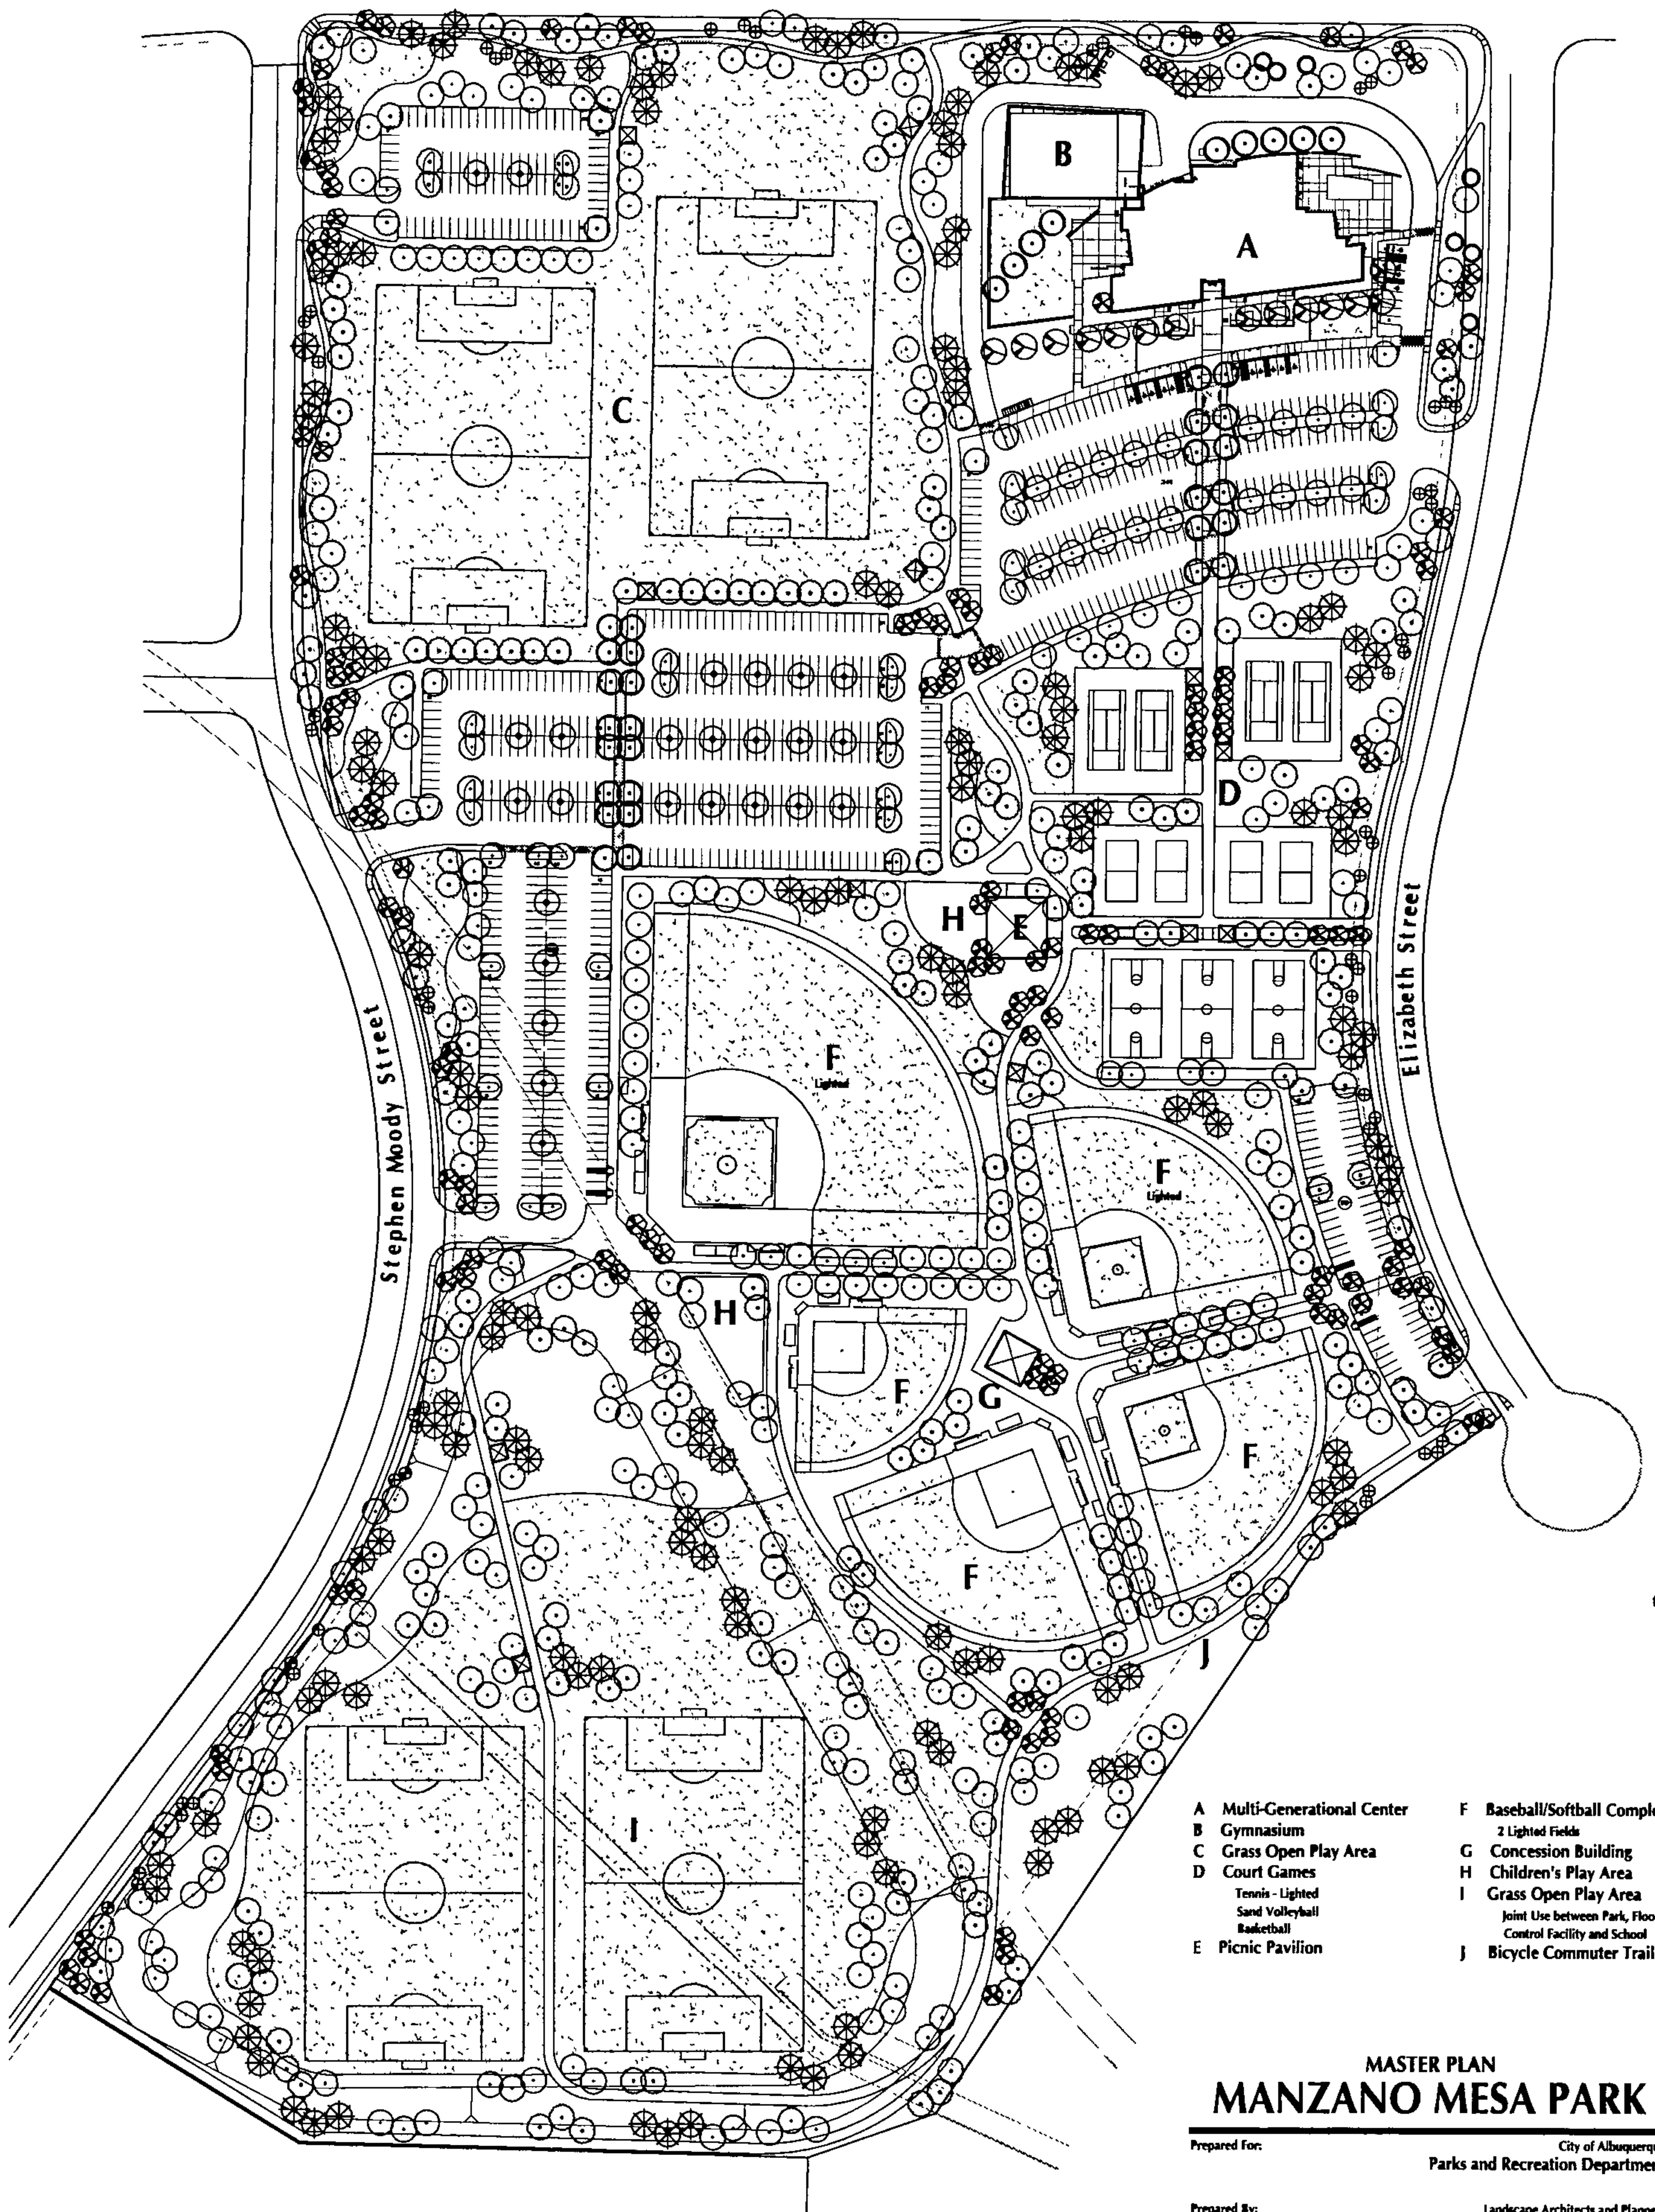 B
A
C
D
H
E
F
Lighted
F
Lighted
H
F
G
F
F
J
I
Stephen Moody Street
Elizabeth Street
A Multi-Generational Center
B Gymnasium
C Grass Open Play Area
D Court Games
Tennis - Lighted
Sand Volleyball
Basketball
E Picnic Pavilion
F Baseball/Softball Comple
2 Lighted Fields
G Concession Building
H Children's Play Area
I Grass Open Play Area
Joint Use between Park, Floo
Control Facility and School
J Bicycle Commuter Trail
MASTER PLAN
MANZANO MESA PARK
Prepared For:
City of Albuquerqu
Parks and Recreation Departmen
Prepared By:
Landscape Architects and Planne